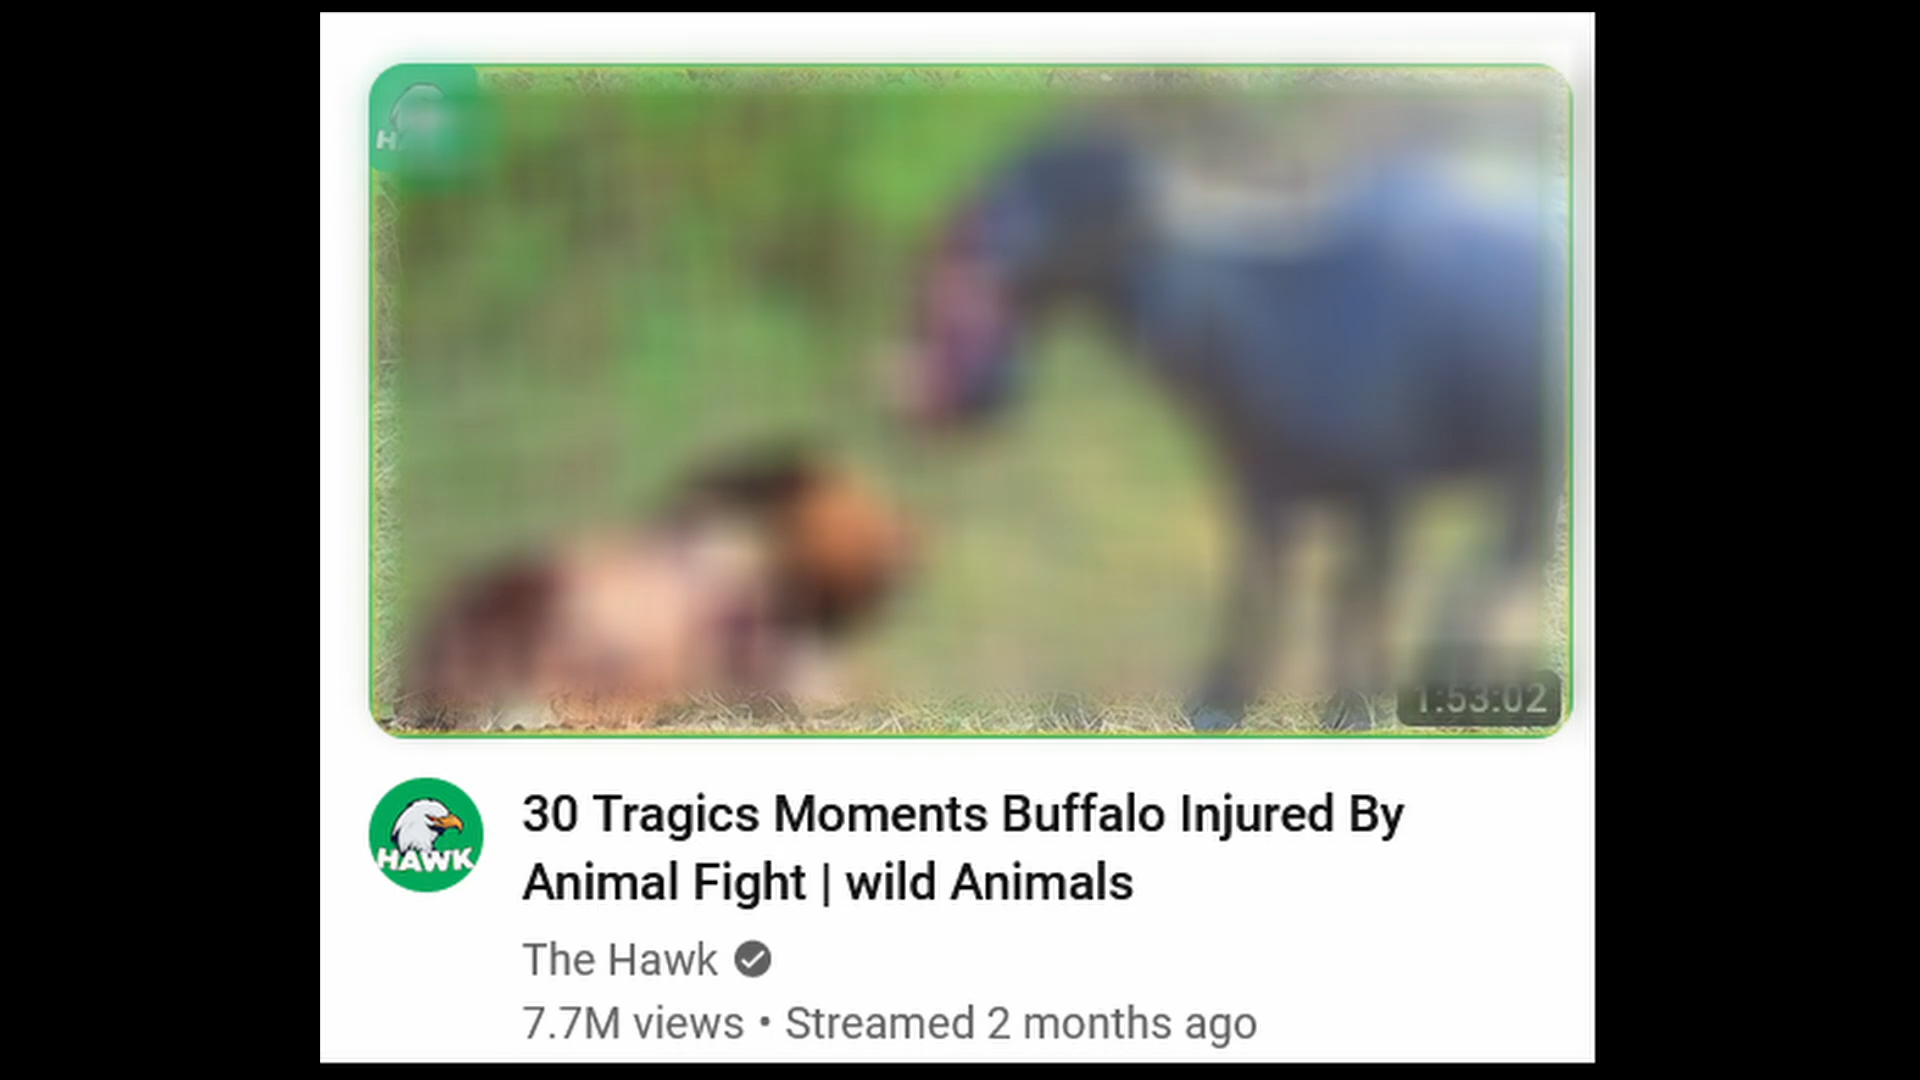 H
1:53:02
HAWK
30 Tragics Moments Buffalo Injured By
Animal Fight | wild Animals
The Hawk
7.7M views • Streamed 2 months ago